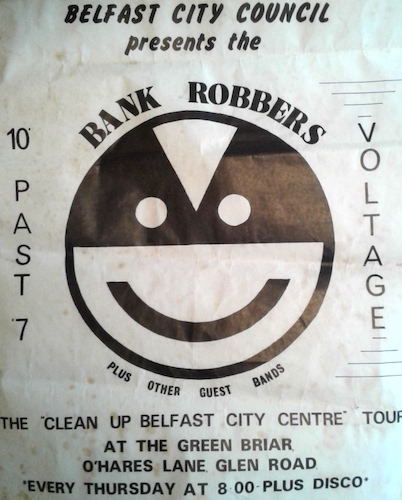 BELFAST CITY COUNCIL
presents the
BANK ROBBERS
10' PAST '7
VOLTAGE
PLUS OTHER GUEST BANDS
THE "CLEAN UP BELFAST CITY CENTRE" TOUR
AT THE GREEN BRIAR,
O'HARES LANE, GLEN ROAD.
"EVERY THURSDAY AT 8·00·PLUS DISCO"